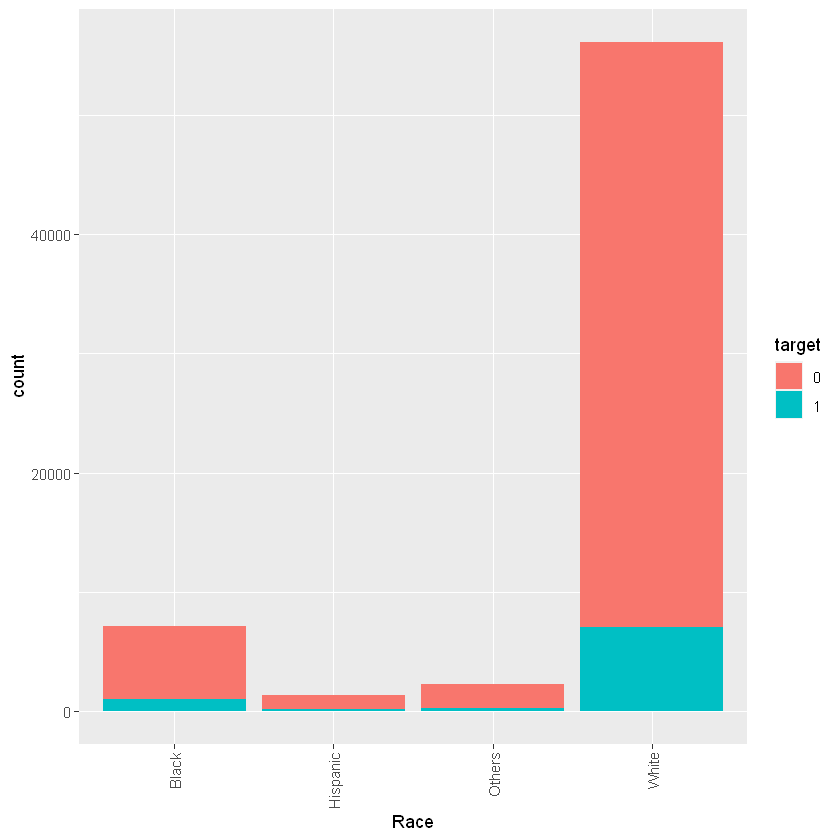 count
40000
20000
0
Black
Hispanic
Others
White
Race
target
0
1